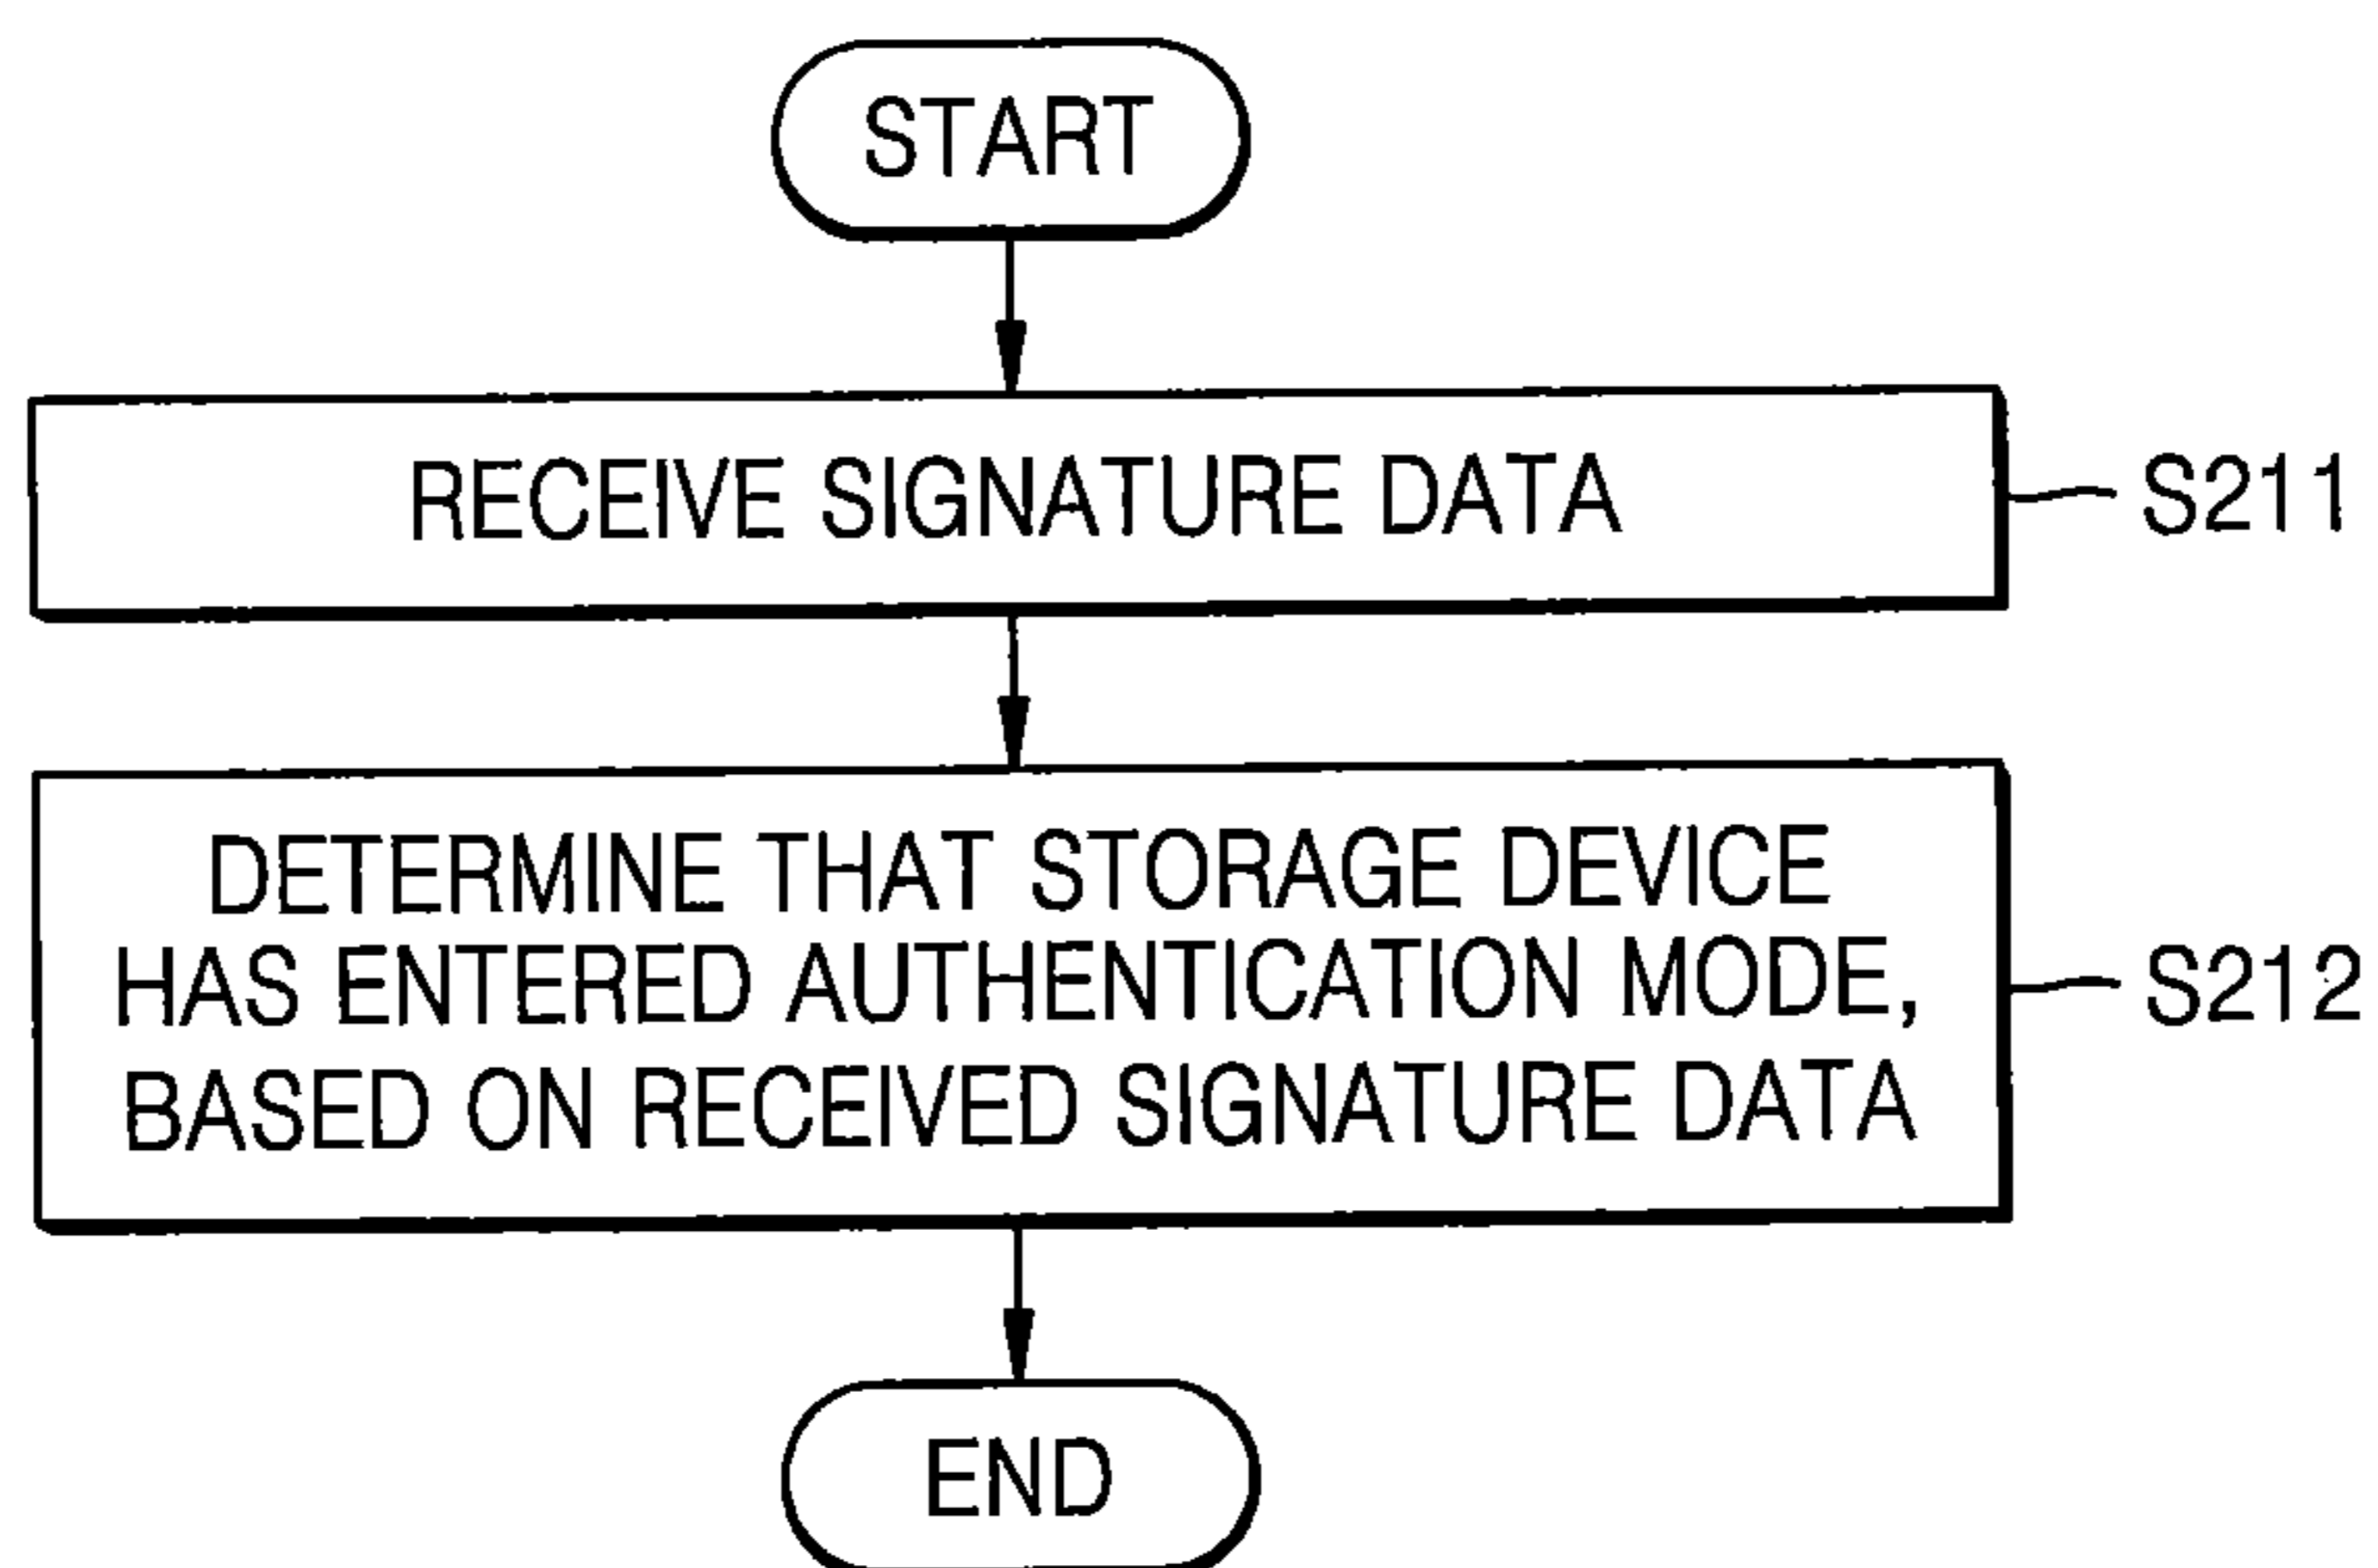 START
RECEIVE SIGNATURE DATA
S211
DETERMINE THAT STORAGE DEVICE
HAS ENTERED AUTHENTICATION MODE,
BASED ON RECEIVED SIGNATURE DATA
S212
END